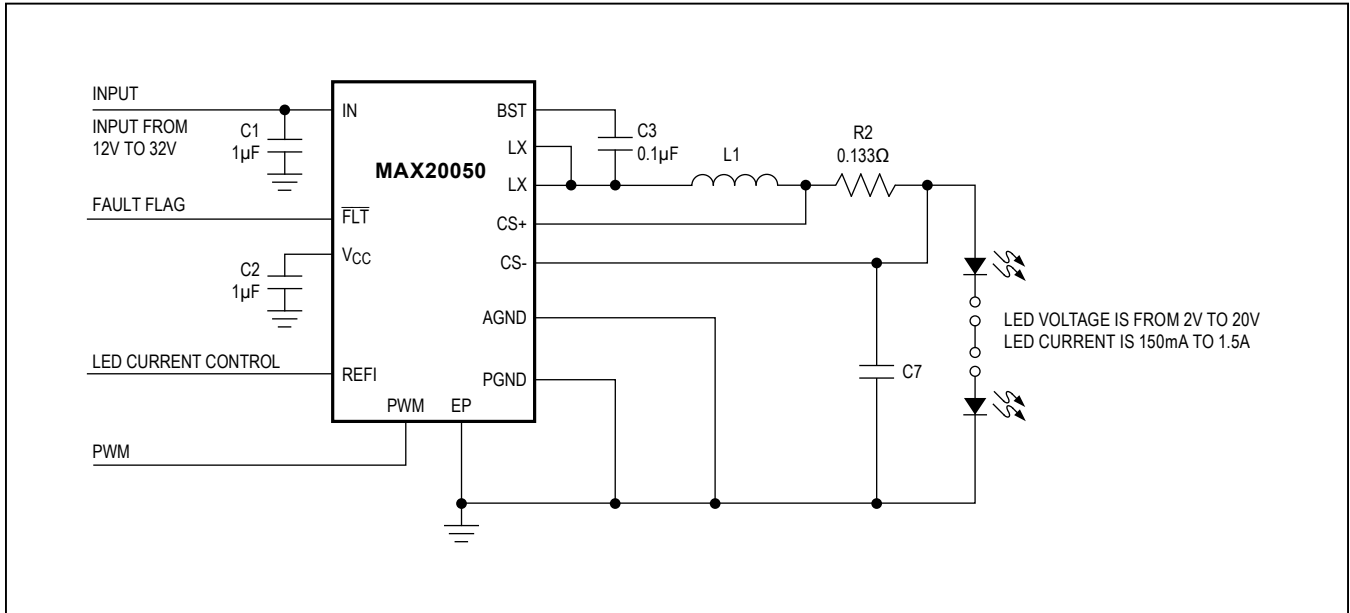 INPUT
INPUT FROM
12V TO 32V
C1
1µF
FAULT FLAG
C2
1µF
LED CURRENT CONTROL
PWM
IN
FLT
VCC
REFI
PWM
EP
MAX20050
BST
LX
LX
CS+
CS-
AGND
PGND
C3
0.1µF
L1
R2
0.133Ω
C7
LED VOLTAGE IS FROM 2V TO 20V
LED CURRENT IS 150mA TO 1.5A